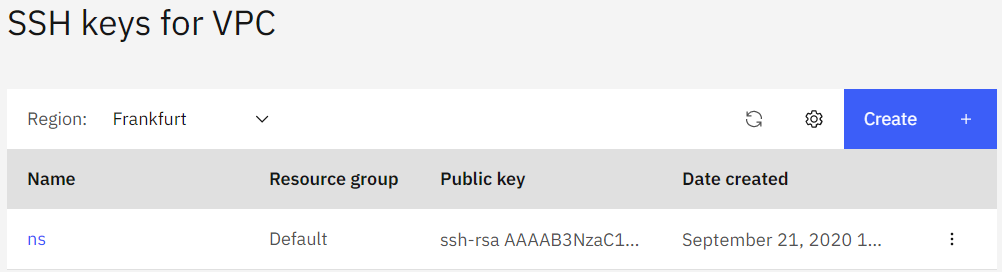 SSH keys for VPC
Region: Frankfurt Create +
Name Resource group Public key Date created
ns Default ssh-rsa AAAAB3NzaC1... September 21, 2020 1...